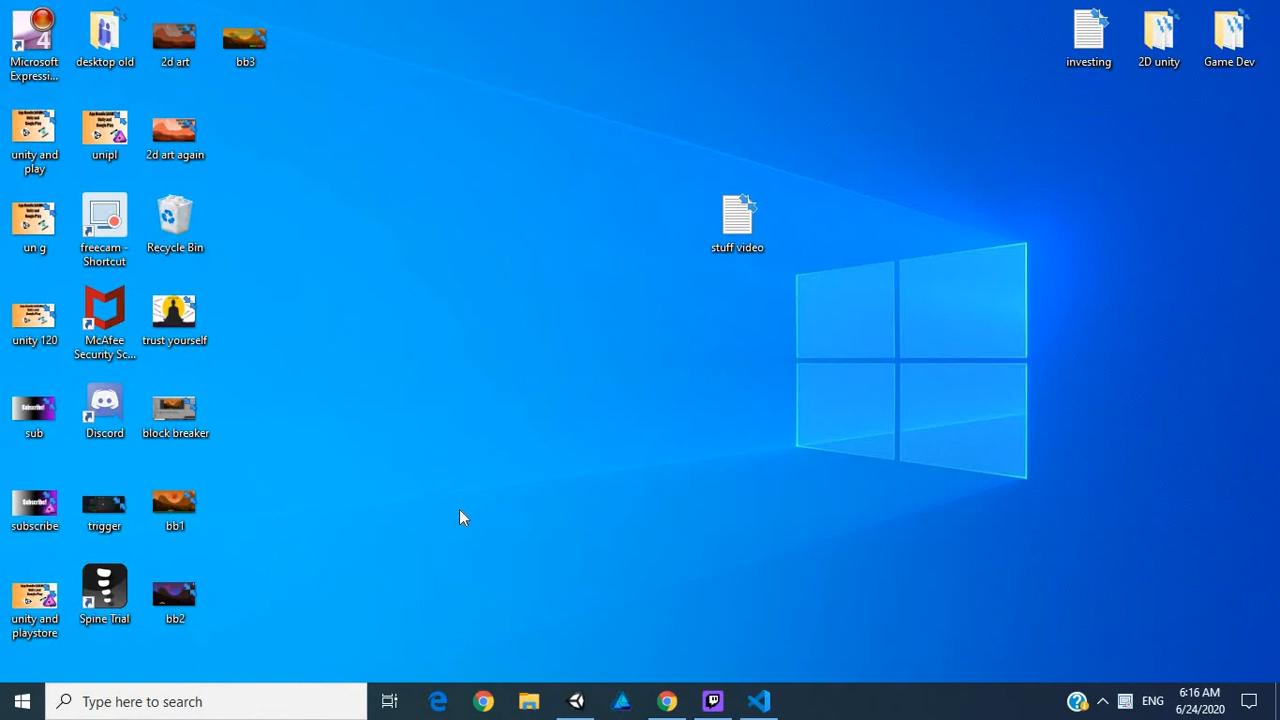 Microsoft
Expressi...
desktop old
2d art
bb3
investing
2D unity
Game Dev
unity and
play
unipl
2d art again
un g
freecam -
Shortcut
Recycle Bin
stuff video
unity 120
McAfee
Security Sc...
trust yourself
sub
Discord
block breaker
subscribe
trigger
bb1
unity and
playstore
Spine Trial
bb2
Type here to search
ENG
6:16 AM
6/24/2020